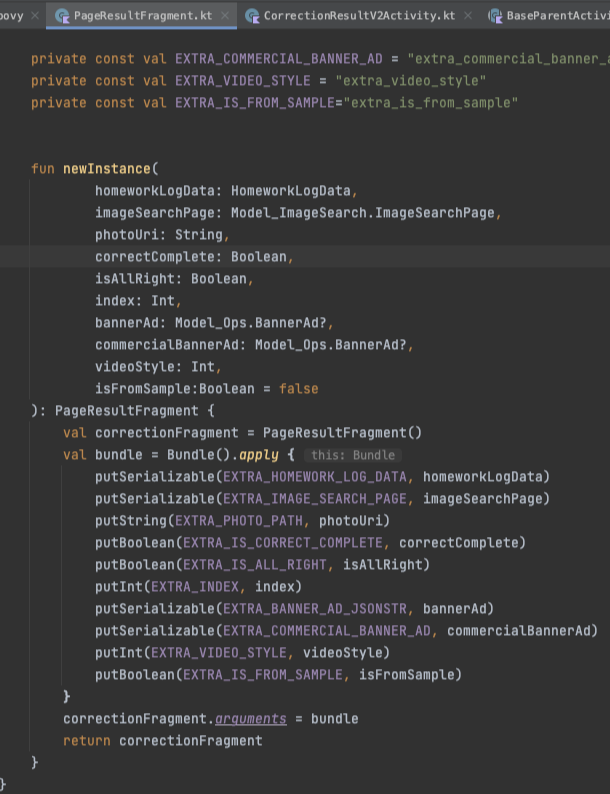 PageResultFragment.kt × CorrectionResultV2Activity.kt ×
private const val EXTRA_COMMERCIAL_BANNER_AD =
private const val EXTRA_VIDEO_STYLE = "extra_video_style"
private const val EXTRA_IS_FROM_SAMPLE="extra_is_from_sample"
fun newInstance(
homeworkLogData: HomeworkLogData,
imageSearchPage: Model_ImageSearch.ImageSearchPage,
photoUri: String,
correctComplete: Boolean,
isAllRight: Boolean,
index: Int,
bannerAd: Model_Ops.BannerAd?,
commercialBannerAd: Model_Ops.BannerAd?,
videoStyle: Int,
isFromSample:Boolean = false
): PageResultFragment {
val correctionFragment = PageResultFragment()
val bundle = Bundle().apply { this: Bundle
putSerializable(EXTRA_HOMEWORK_LOG_DATA, homeworkLogData)
putSerializable(EXTRA_IMAGE_SEARCH_PAGE, imageSearchPage)
putString(EXTRA_PHOTO_PATH, photoUri)
putBoolean(EXTRA_IS_CORRECT_COMPLETE, correctComplete)
putBoolean(EXTRA_IS_ALL_RIGHT, isAllRight)
putInt(EXTRA_INDEX, index)
putSerializable(EXTRA_BANNER_AD_JSONSTR, bannerAd)
putSerializable(EXTRA_COMMERCIAL_BANNER_AD, commercialBannerAd)
putInt(EXTRA_VIDEO_STYLE, videoStyle)
putBoolean(EXTRA_IS_FROM_SAMPLE, isFromSample)
}
correctionFragment.arguments = bundle
return correctionFragment
}
}